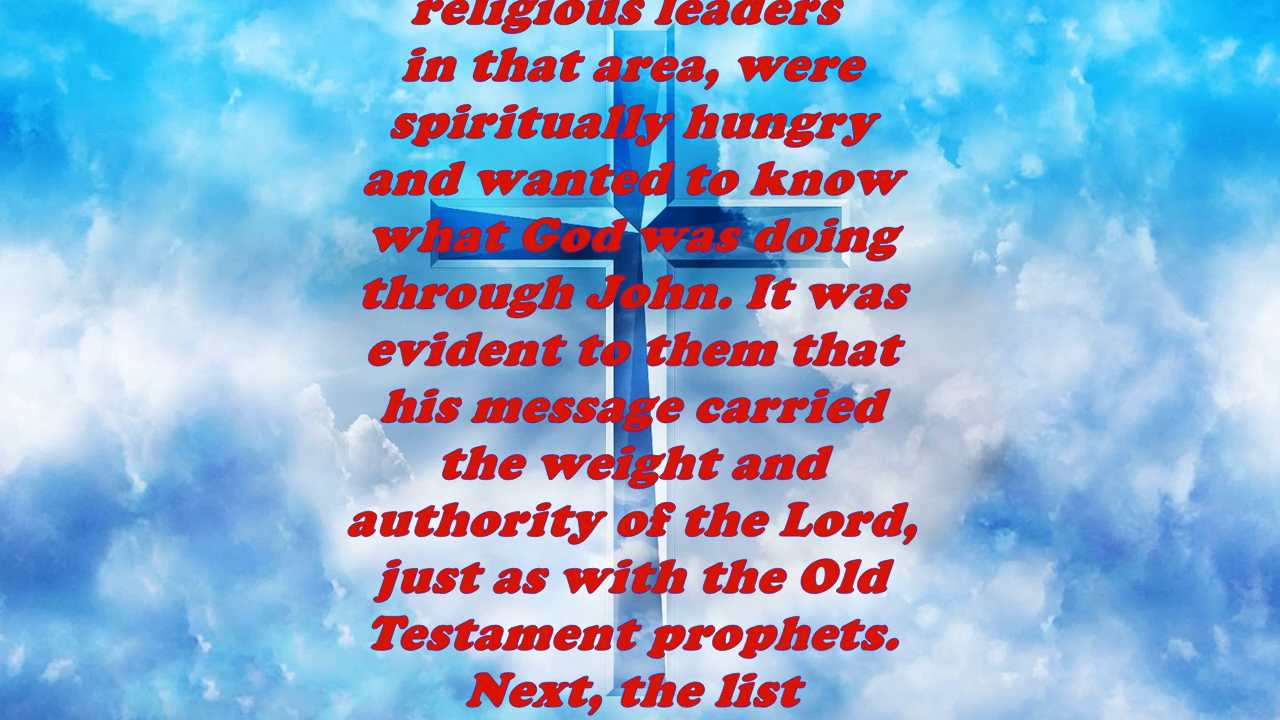 religious leaders
in that area, were
spiritually hungry
and wanted to know
what God was doing
through John. It was
evident to them that
his message carried
the weight and
authority of the Lord,
just as with the Old
Testament prophets.
Next, the list